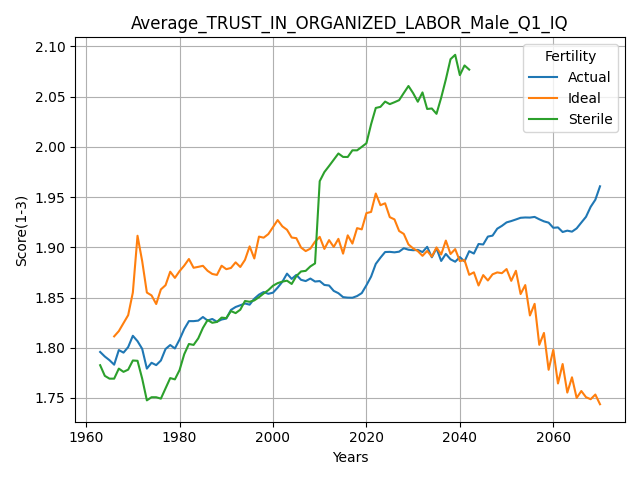 Average_TRUST_IN_ORGANIZED_LABOR_Male_Q1_IQ
Fertility
Actual
Ideal
Sterile
Score(1-3)
2.10
2.05
2.00
1.95
1.90
1.85
1.80
1.75
1960 1980 2000 2020 2040 2060
Years